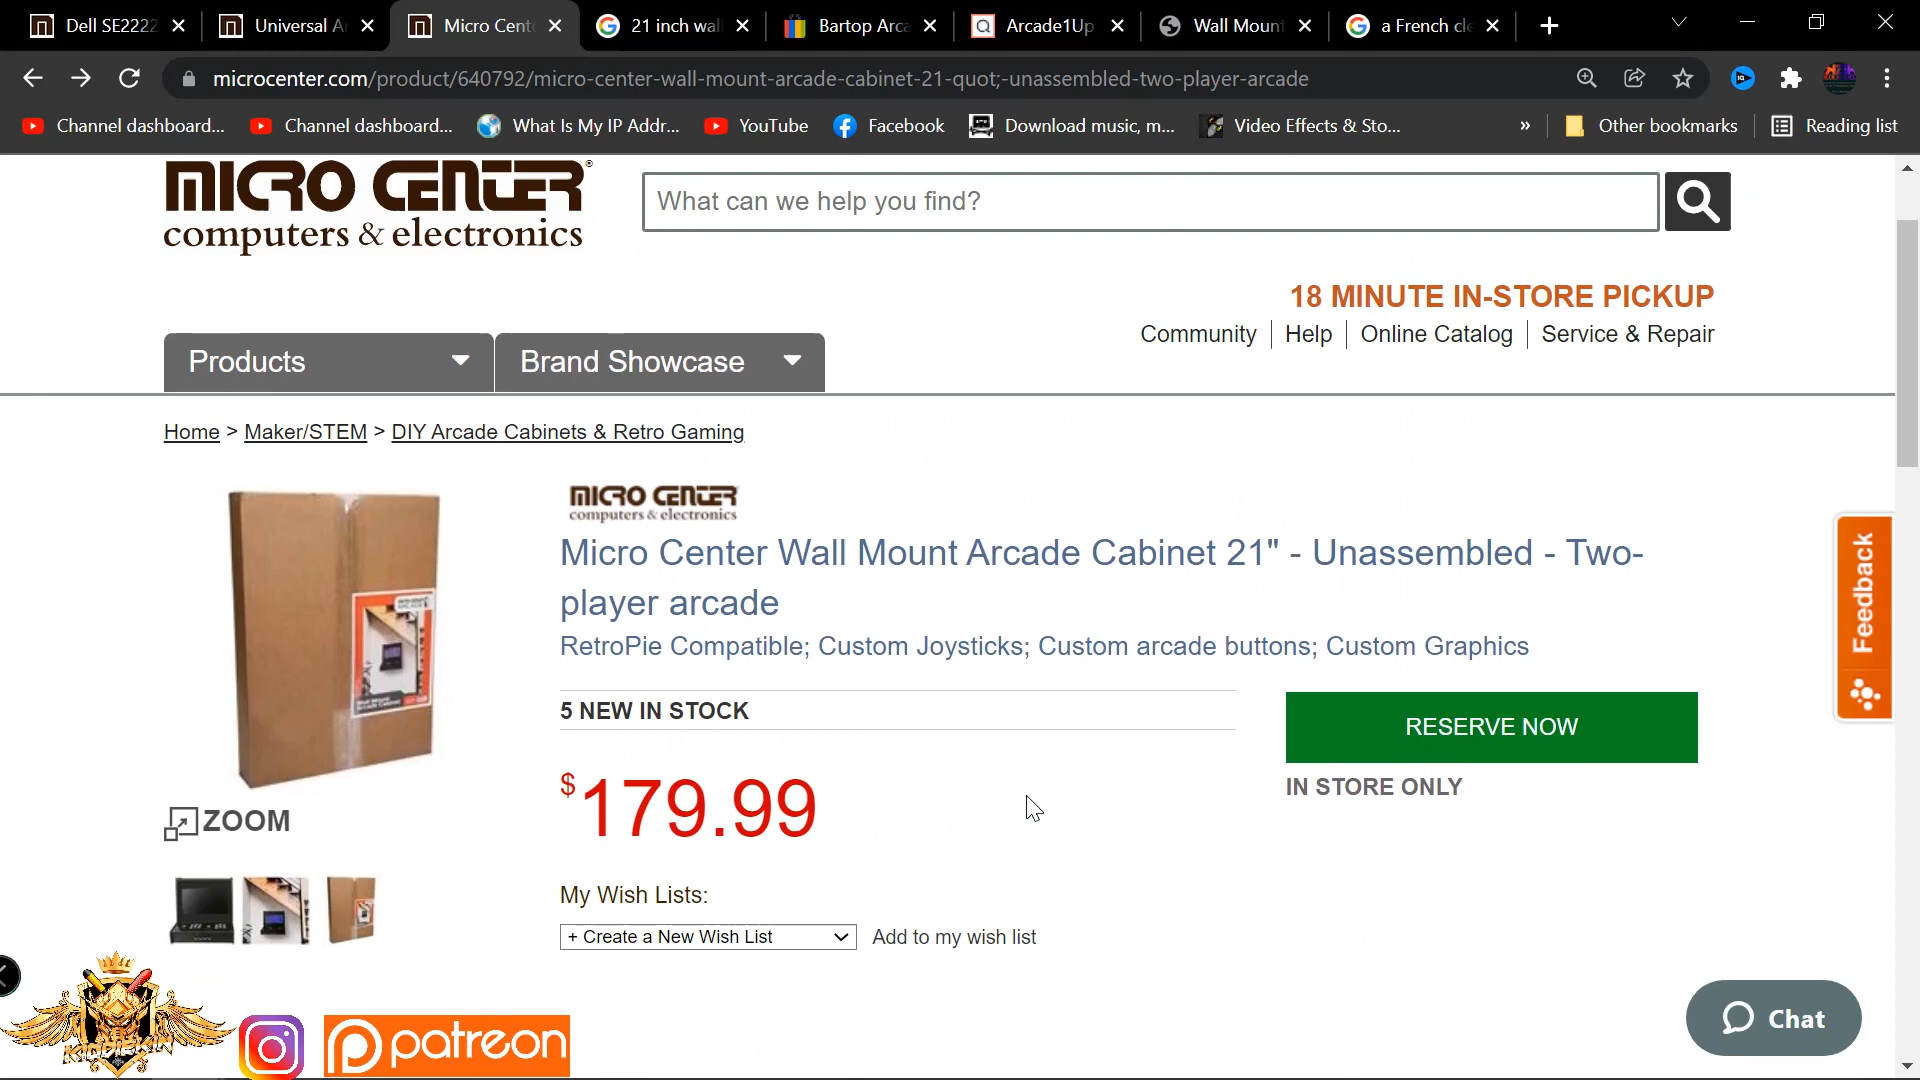 Dell SE2222
Universal A
Micro Cent
21 inch wal
Bartop Arca
Arcade1Up
Wall Mount
a French cle
microcenter.com/product/640792/micro-center-wall-mount-arcade-cabinet-21-quot;-unassembled-two-player-arcade
Channel dashboard...
Channel dashboard...
What Is My IP Addr...
YouTube
Facebook
Download music, m...
Video Effects & Sto...
»
Other bookmarks
Reading list
MICRO CENTER®
computers & electronics
What can we help you find?
18 MINUTE IN-STORE PICKUP
Community
Help
Online Catalog
Service & Repair
Products
Brand Showcase
Home > Maker/STEM > DIY Arcade Cabinets & Retro Gaming
MICRO CENTER
computers & electronics
Micro Center Wall Mount Arcade Cabinet 21" - Unassembled - Two-
player arcade
RetroPie Compatible; Custom Joysticks; Custom arcade buttons; Custom Graphics
5 NEW IN STOCK
RESERVE NOW
IN STORE ONLY
$179.99
ZOOM
My Wish Lists:
+ Create a New Wish List
Add to my wish list
Feedback
Chat
patreon